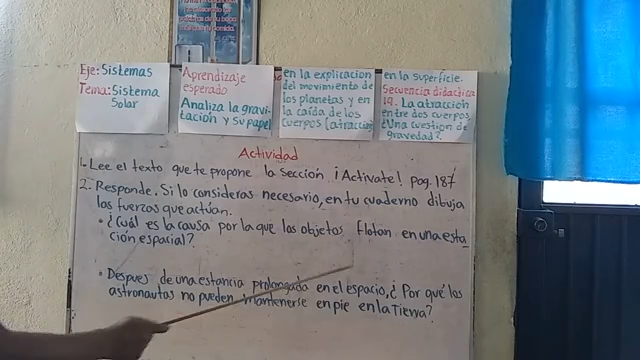 Eje: Sistemas
Tema: Sistema
Solar
Aprendizaje
esperado
Analiza la gravi-
tación y su papel
en la explicación
del movimiento de
los planetas y en
la caída de los
cuerpos (atracción
en la superficie.
Secuencia didáctica
19. La atracción
entre dos cuerpos
¿Una cuestión de
gravedad?.
Actividad
1. Lee el texto que te propone la Sección ¡Activate! pag. 187
2. Responde. Si lo consideras necesario, en tu cuaderno dibuja
las fuerzas que actúan.
• ¿Cuál es la causa por la que los objetos flotan en una esta
ción espacial?
• Despues de una estancia prolongada en el espacio, ¿Por qué los
astronautas no pueden mantenerse en pie en la Tierra?